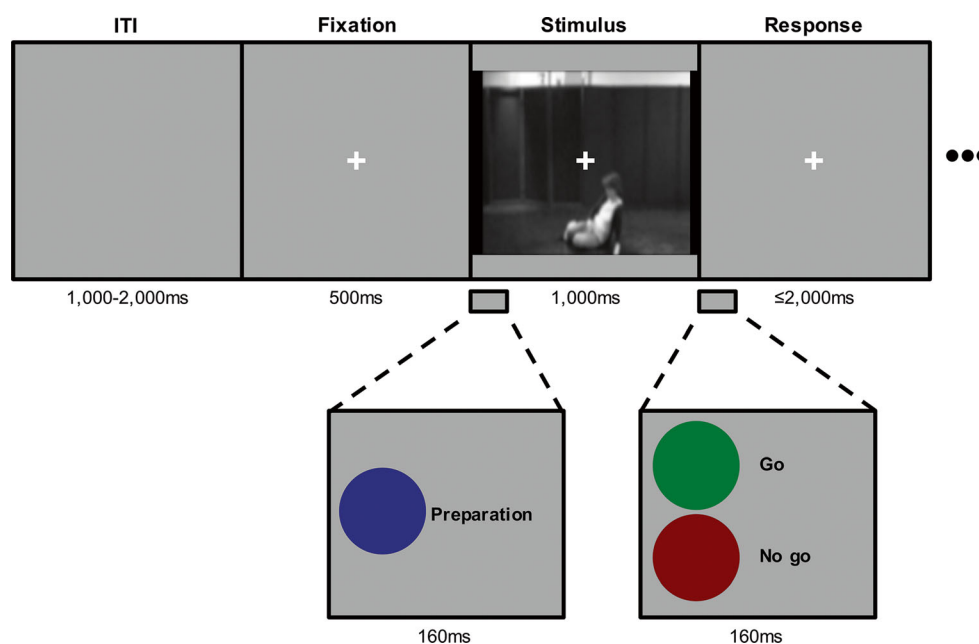 ITI
Fixation
Stimulus
Response
1,000-2,000ms
500ms
1,000ms
≤2,000ms
Preparation
Go
No go
160ms
160ms